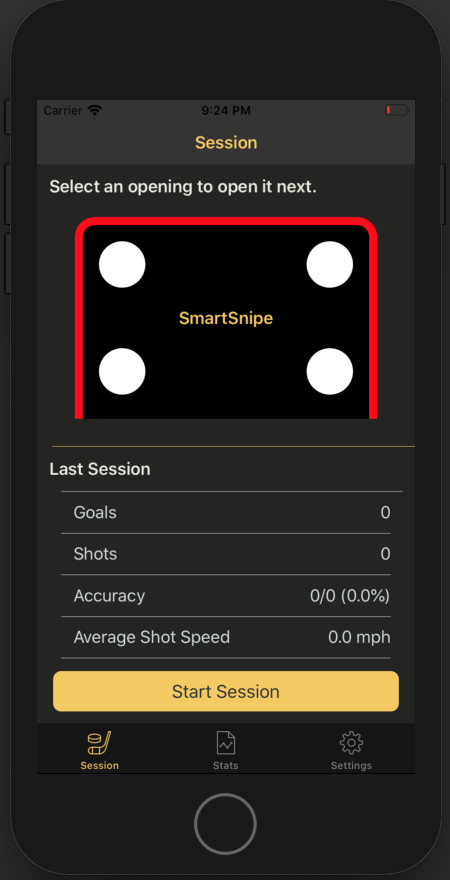 Carrier 9:24 PM
Session
Select an opening to open it next.
SmartSnipe
Last Session
Goals 0
Shots 0
Accuracy 0/0 (0.0%)
Average Shot Speed 0.0 mph
Start Session
Session Stats Settings